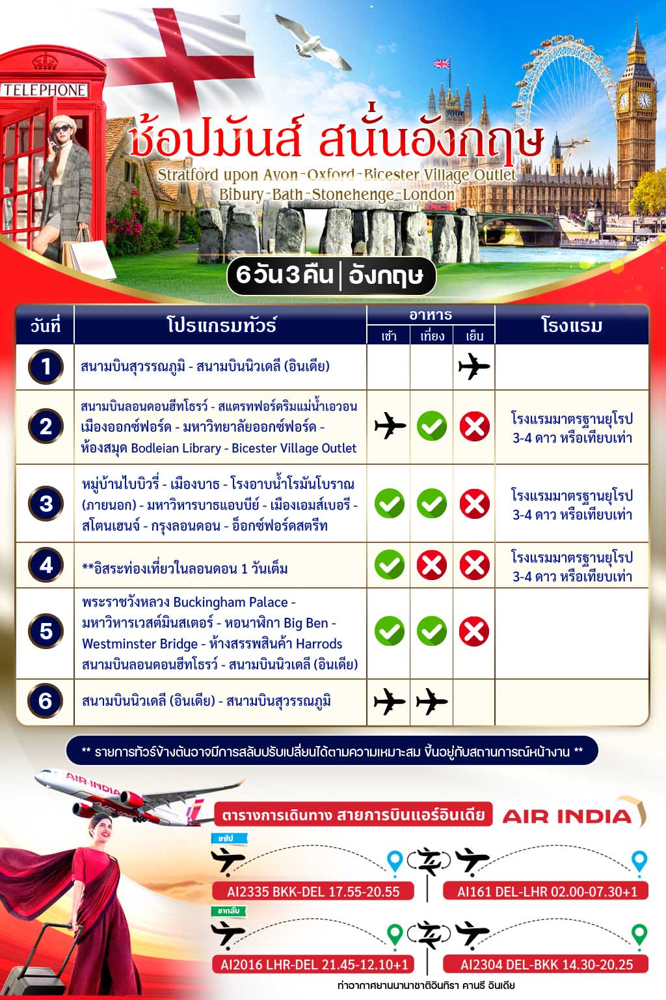 TELEPHONE
ช้อปมันส์ สนั่นอังกฤษ
Stratford upon Avon-Oxford-Bicester Village Outlet
Bibury-Bath-Stonehenge-London
6 วัน 3 คืน | อังกฤษ
วันที่ โปรแกรมทัวร์ อาหาร โรงแรม
เช้า เที่ยง เย็น
1 สนามบินสุวรรณภูมิ - สนามบินนิวเดลี (อินเดีย)
2 สนามบินลอนดอนฮีทโธรว์ - สแตรทฟอร์ดริมแม่น้ำเอวอน
เมืองออกซ์ฟอร์ด - มหาวิทยาลัยออกซ์ฟอร์ด -
ห้องสมุด Bodleian Library - Bicester Village Outlet
โรงแรมมาตรฐานยุโรป
3-4 ดาว หรือเทียบเท่า
3 หมู่บ้านไบบิวรี่ - เมืองบาธ - โรงอาบน้ำโรมันโบราณ
(ภายนอก) - มหาวิหารบาธแอบบีย์ - เมืองเอมส์เบอรี -
สโตนเฮนจ์ - กรุงลอนดอน - อ็อกซ์ฟอร์ดสตรีท
โรงแรมมาตรฐานยุโรป
3-4 ดาว หรือเทียบเท่า
4 **อิสระท่องเที่ยวในลอนดอน 1 วันเต็ม
โรงแรมมาตรฐานยุโรป
3-4 ดาว หรือเทียบเท่า
5 พระราชวังหลวง Buckingham Palace -
มหาวิหารเวสต์มินสเตอร์ - หอนาฬิกา Big Ben -
Westminster Bridge - ห้างสรรพสินค้า Harrods
สนามบินลอนดอนฮีทโธรว์ - สนามบินนิวเดลี (อินเดีย)
6 สนามบินนิวเดลี (อินเดีย) - สนามบินสุวรรณภูมิ
** รายการทัวร์ข้างต้นอาจมีการสลับปรับเปลี่ยนได้ตามความเหมาะสม ขึ้นอยู่กับสถานการณ์หน้างาน **
AIR INDIA
AIR INDIA
ตารางการเดินทาง สายการบินแอร์อินเดีย AIR INDIA
ขาไป
AI2335 BKK-DEL 17.55-20.55 AI161 DEL-LHR 02.00-07.30+1
ขากลับ
AI2016 LHR-DEL 21.45-12.10+1 AI2304 DEL-BKK 14.30-20.25
ท่าอากาศยานนานาชาติอินทิรา คานธี อินเดีย